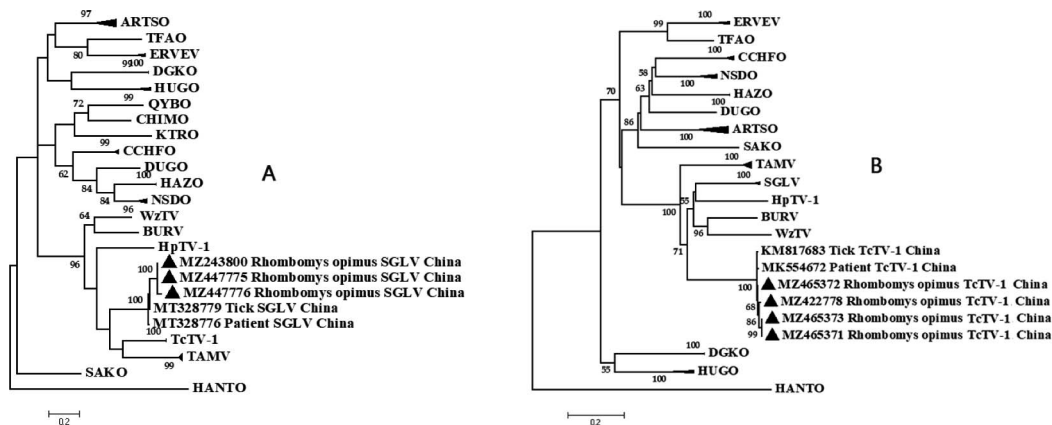 97
ARTSO
TFAO
80
ERVEV
99
100
DGKO
HUGO
99
QYBO
72
CHIMO
KTRO
99
CCHFO
62
DUGO
84
100
HAZO
84
NSDO
96
WzTV
64
BURV
96
HpTV-1
MZ243800 Rhombomys opimus SGLV China
100
MZ447775 Rhombomys opimus SGLV China
MZ447776 Rhombomys opimus SGLV China
100
MT328779 Tick SGLV China
MT328776 Patient SGLV China
100
TcTV-1
TAMV
99
SAKO
HANTO
0.2
A
100
ERVEV
99
TFAO
100
CCHFO
58
NSDO
100
70
63
HAZO
100
DUGO
86
ARTSO
100
SAKO
100
TAMV
100
SGLV
55
HpTV-1
100
BURV
96
WzTV
71
KM817683 Tick TcTV-1 China
MK554672 Patient TcTV-1 China
100
MZ465372 Rhombomys opimus TcTV-1 China
68
MZ422778 Rhombomys opimus TcTV-1 China
86
MZ465373 Rhombomys opimus TcTV-1 China
99
MZ465371 Rhombomys opimus TcTV-1 China
100
DGKO
55
HUGO
100
HANTO
0.2
B